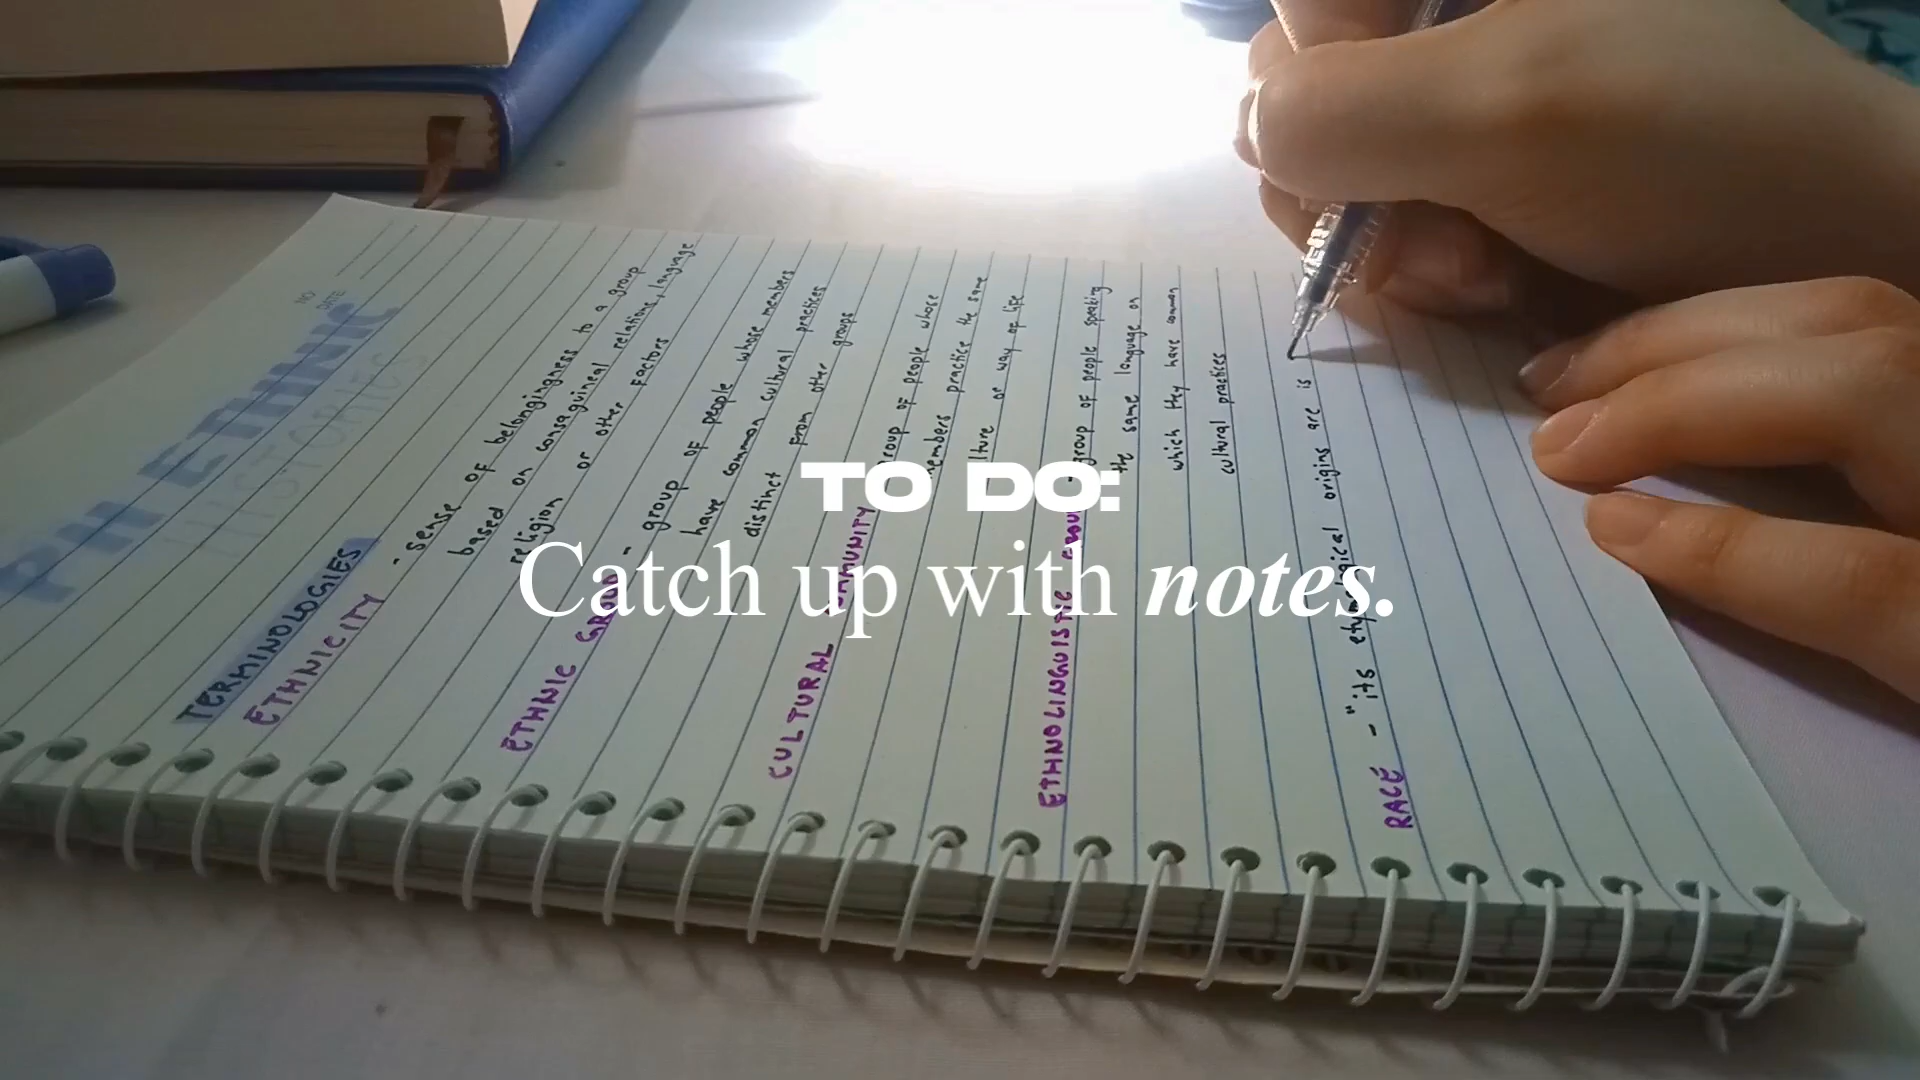 TO DO:
Catch up with notes.
NO
DATE
PH ETHNIC
HISTORIES
TERMINOLOGIES
ETHNICITY - sense of belongingness to a group
based on consaguineal relations, language
religion or other factors
ETHNIC GROUP - group of people whose members
have common cultural practices
distinct from other groups
CULTURAL COMMUNITY group of people whose
members practice the same
culture or way of life
ETHNOLINGUISTIC GROUP - group of people speaking
the same language or
which they have common
cultural practices
RACE - "its etymological origins are is